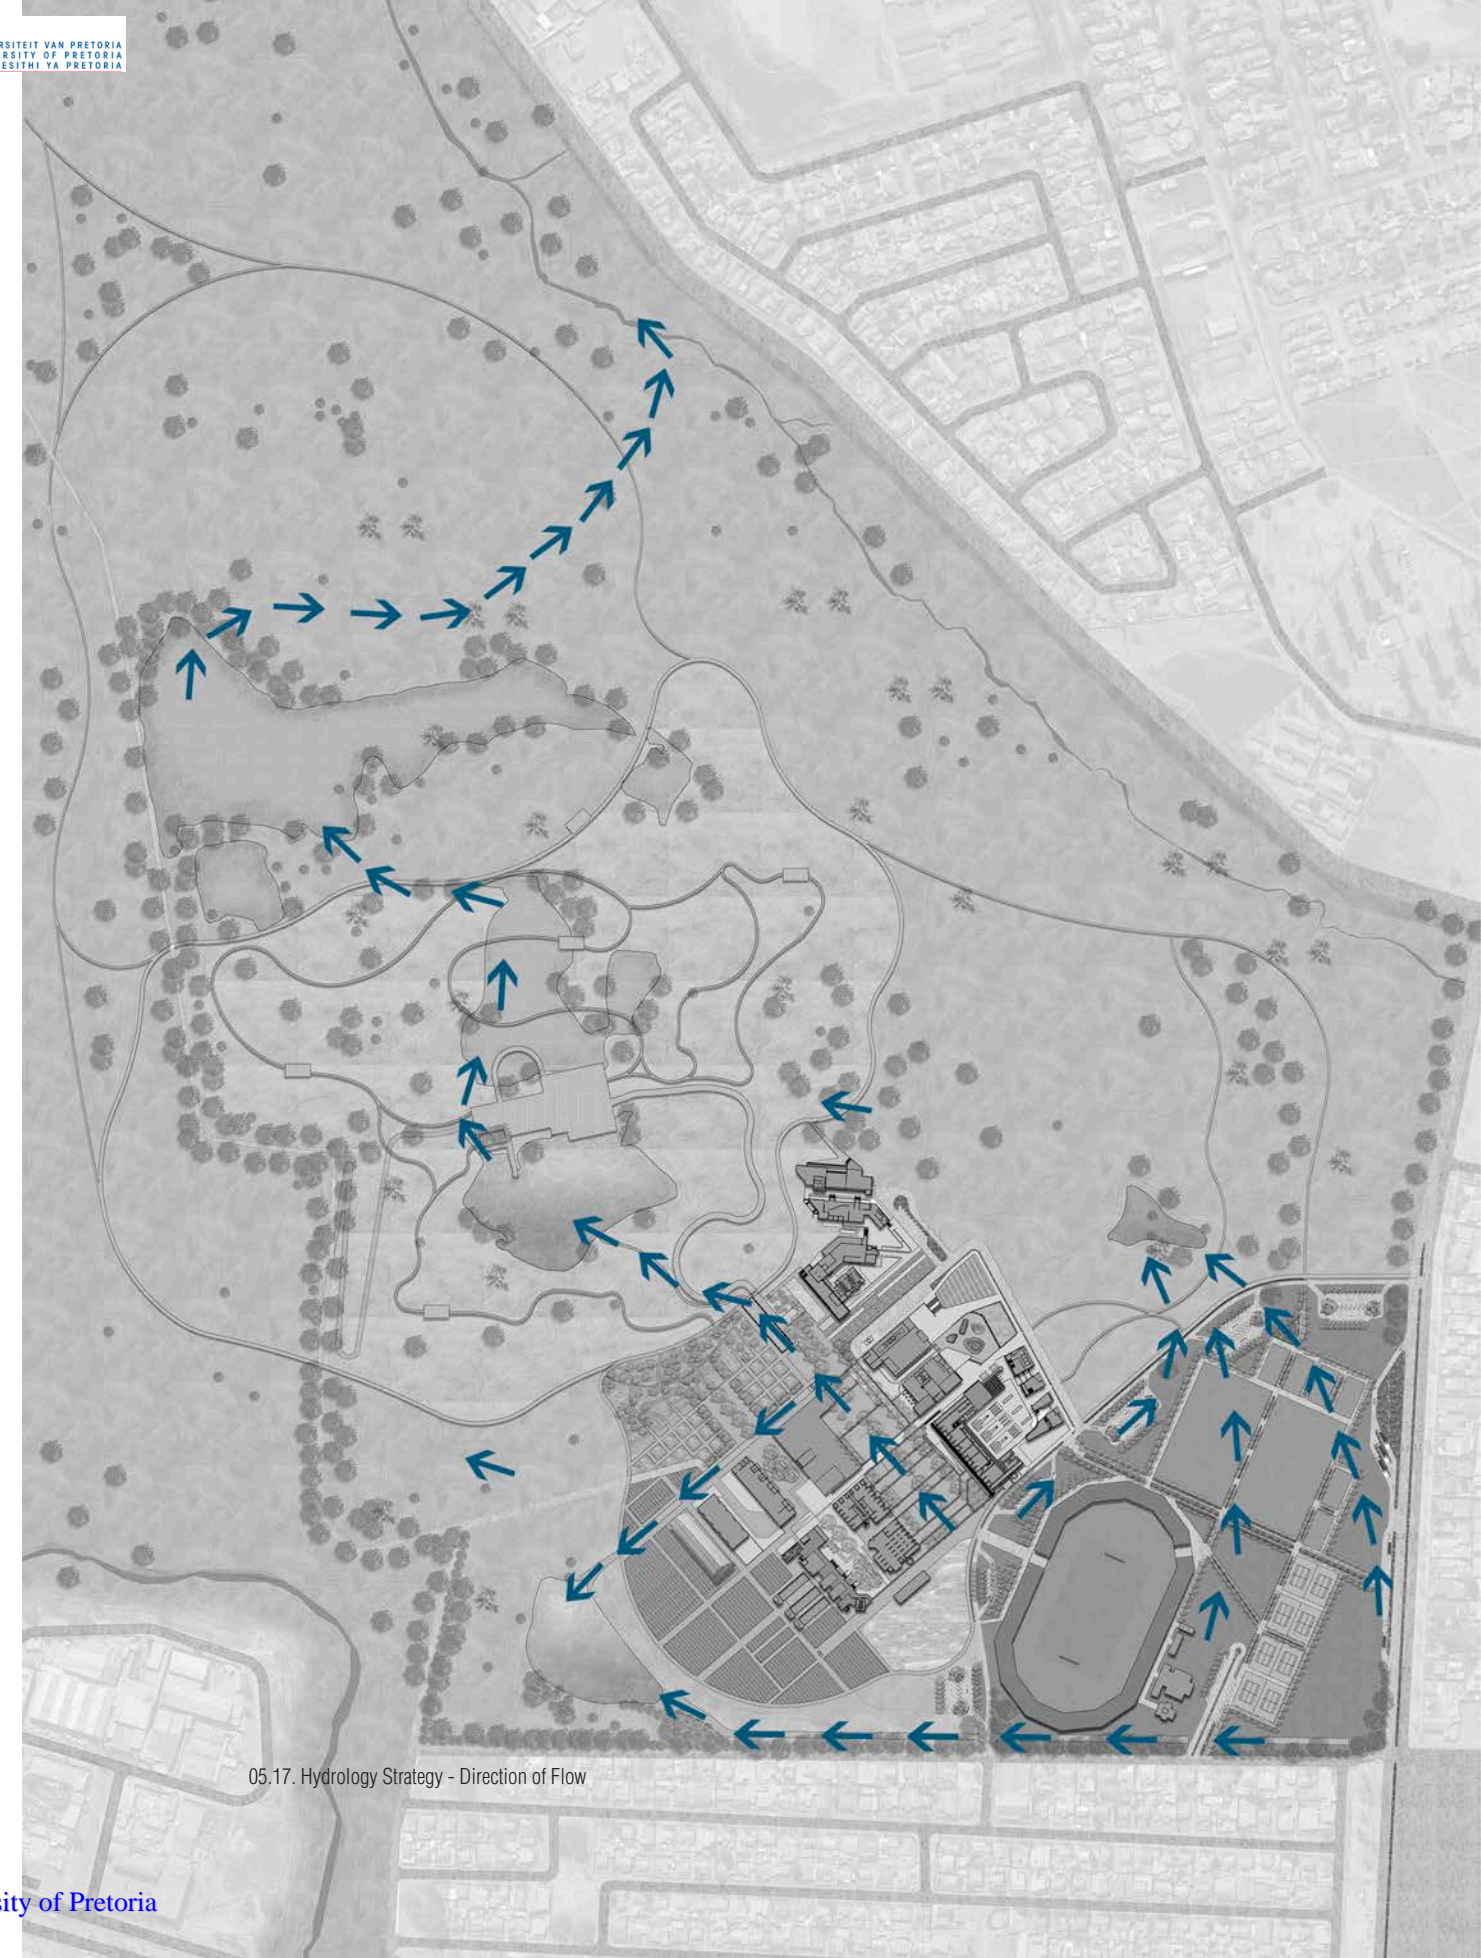 RSITEIT VAN PRETORIA
RSITY OF PRETORIA
ESITHI YA PRETORIA
05.17. Hydrology Strategy - Direction of Flow
sity of Pretoria